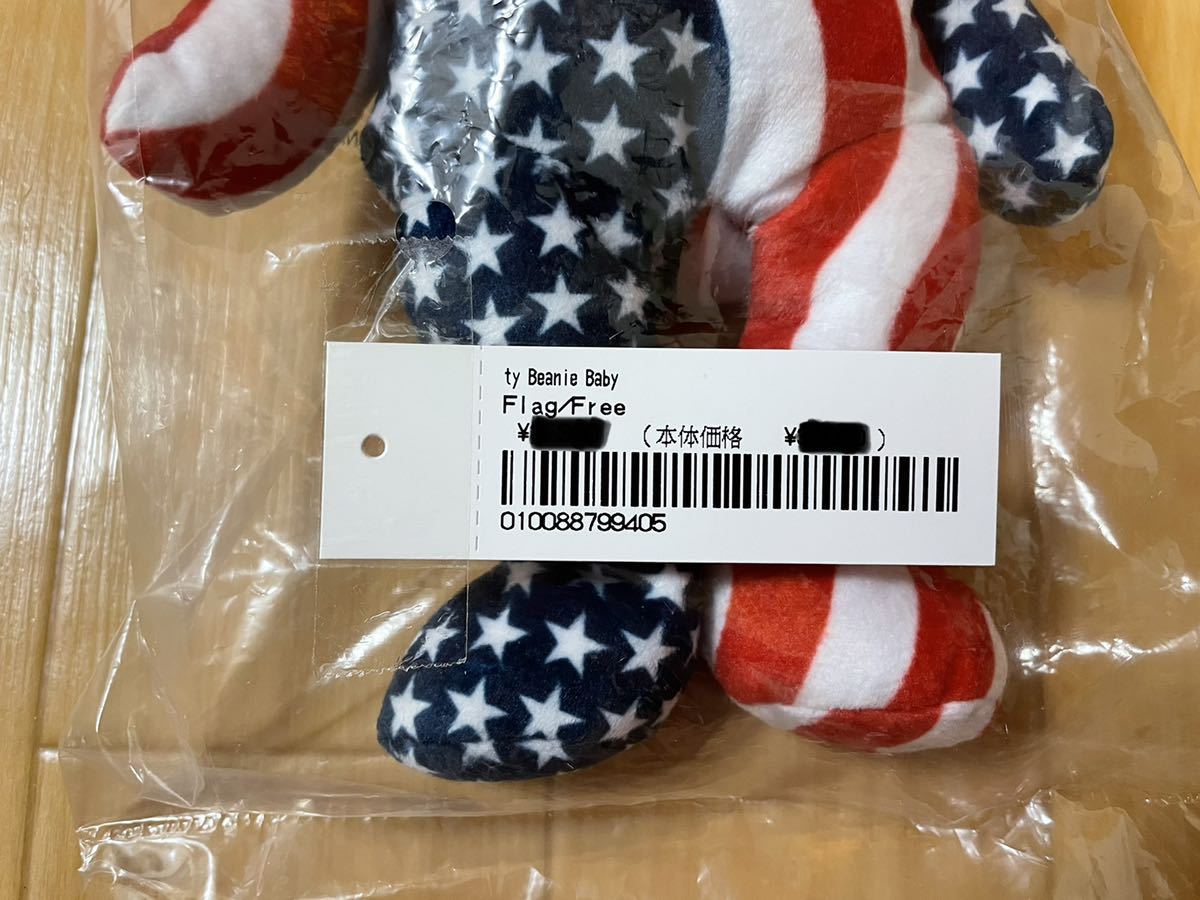 ty Beanie Baby
Flag/Free
¥ (本体価格 ¥ )
010088799405